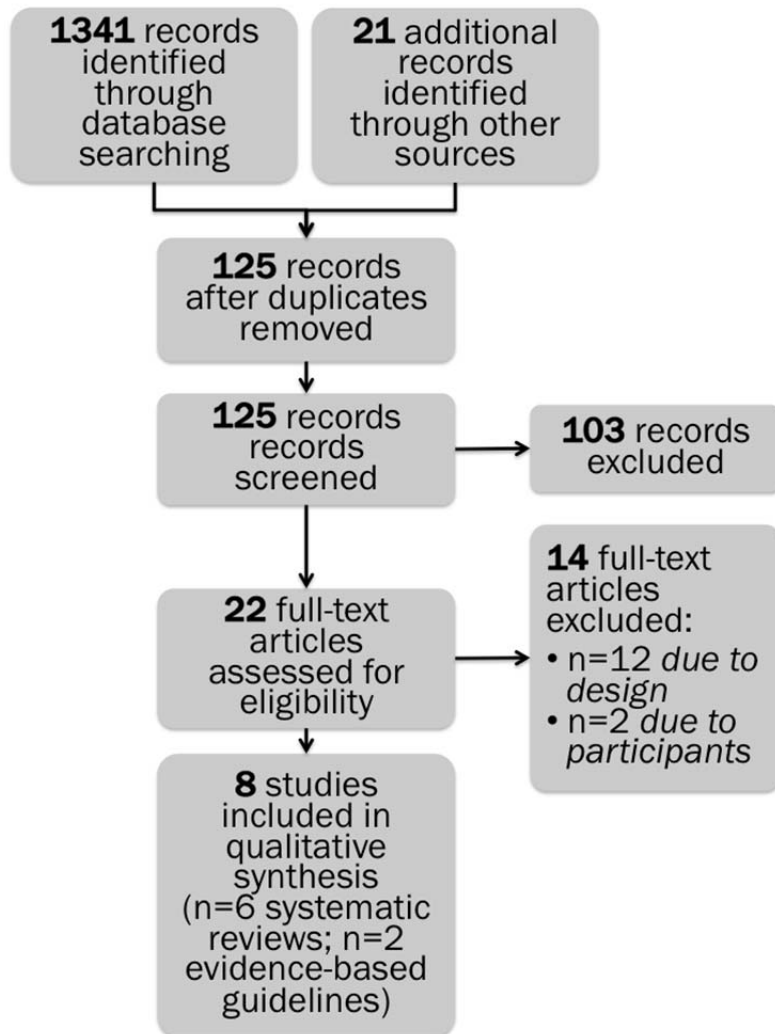 1341 records
identified
through
database
searching
21 additional
records
identified
through other
sources
125 records
after duplicates
removed
125 records
records
screened
103 records
excluded
22 full-text
articles
assessed for
eligibility
14 full-text
articles
excluded:
• n=12 due to
design
• n=2 due to
participants
8 studies
included in
qualitative
synthesis
(n=6 systematic
reviews; n=2
evidence-based
guidelines)